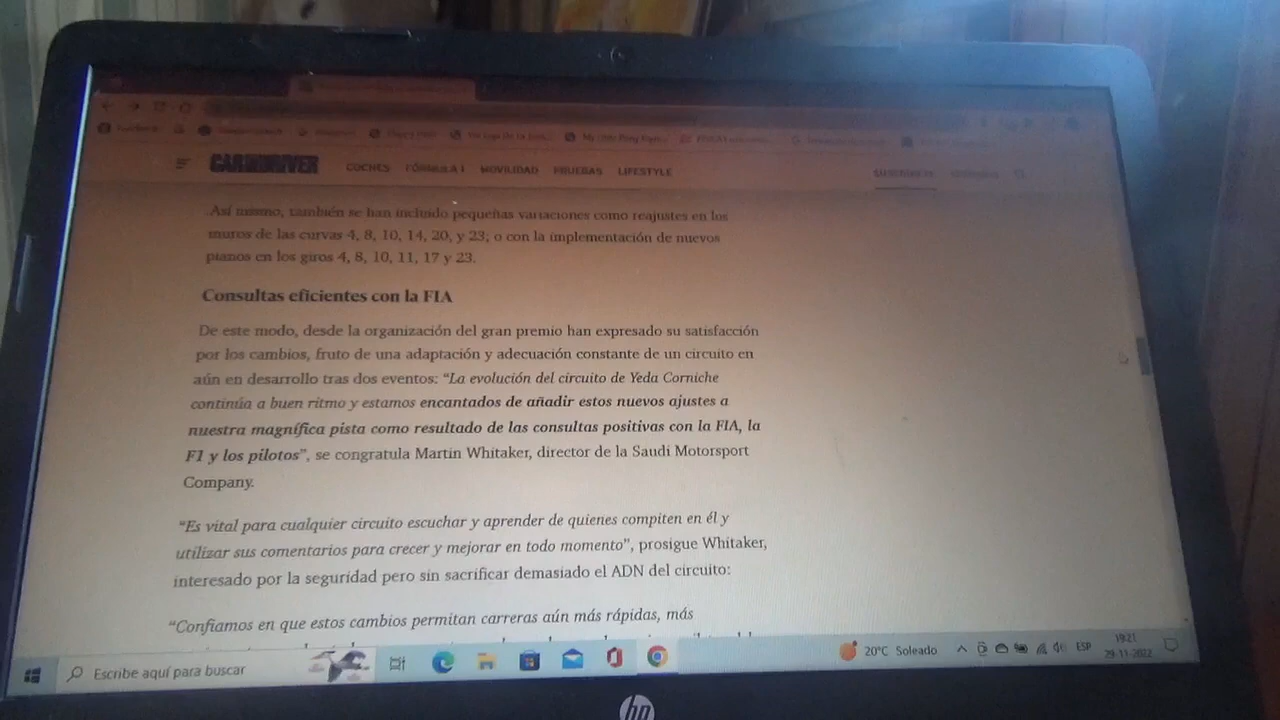 CARANDDRIVER COCHES FÓRMULA 1 MOVILIDAD PRUEBAS LIFESTYLE
Así mismo, también se han incluido pequeñas variaciones como reajustes en los
muros de las curvas 4, 8, 10, 14, 20, y 23; o con la implementación de nuevos
pianos en los giros 4, 8, 10, 11, 17 y 23.
Consultas eficientes con la FIA
De este modo, desde la organización del gran premio han expresado su satisfacción
por los cambios, fruto de una adaptación y adecuación constante de un circuito en
aún en desarrollo tras dos eventos: “La evolución del circuito de Yeda Corniche
continúa a buen ritmo y estamos encantados de añadir estos nuevos ajustes a
nuestra magnífica pista como resultado de las consultas positivas con la FIA, la
F1 y los pilotos”, se congratula Martin Whitaker, director de la Saudi Motorsport
Company.
“Es vital para cualquier circuito escuchar y aprender de quienes compiten en él y
utilizar sus comentarios para crecer y mejorar en todo momento”, prosigue Whitaker,
interesado por la seguridad pero sin sacrificar demasiado el ADN del circuito:
“Confiamos en que estos cambios permitan carreras aún más rápidas, más
Escribe aquí para buscar
20°C Soleado
ESP
19:21
29-11-2022
hp